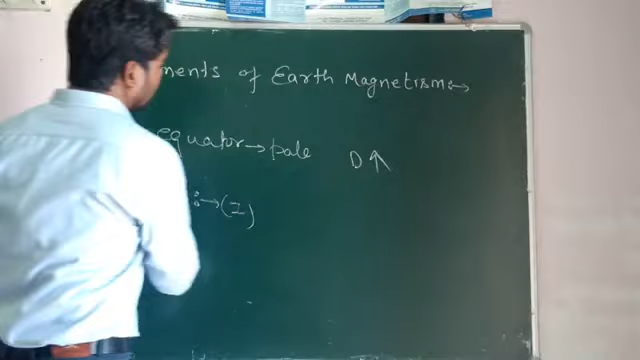 ments of Earth Magnetism:→
equator → pole D↑
:→(I)